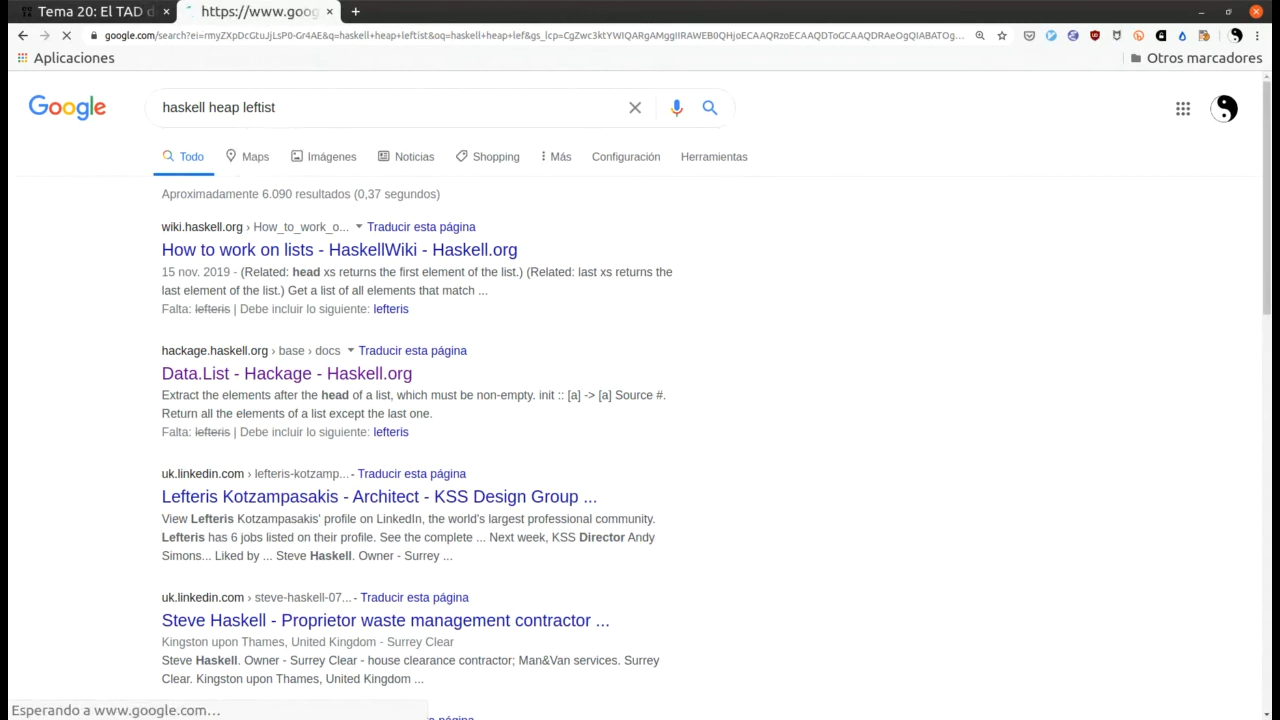 Tema 20: El TAD d
https://www.goog
google.com/search?ei=rmyZXpDcGtuJjLsP0-Gr4AE&q=haskell+heap+leftist&oq=haskell+heap+lef&gs_lcp=CgZwc3ktYWIQARgAMggIIRAWEB0QHjoECAAQRzoECAAQDToGCAAQDRAeOgQIABATOg...
Aplicaciones
Otros marcadores
Google
haskell heap leftist
Todo Maps Imágenes Noticias Shopping Más Configuración Herramientas
Aproximadamente 6.090 resultados (0,37 segundos)
wiki.haskell.org › How_to_work_o... Traducir esta página
How to work on lists - HaskellWiki - Haskell.org
15 nov. 2019 - (Related: head xs returns the first element of the list.) (Related: last xs returns the
last element of the list.) Get a list of all elements that match ...
Falta: lefteris | Debe incluir lo siguiente: lefteris
hackage.haskell.org › base › docs Traducir esta página
Data.List - Hackage - Haskell.org
Extract the elements after the head of a list, which must be non-empty. init :: [a] -> [a] Source #.
Return all the elements of a list except the last one.
Falta: lefteris | Debe incluir lo siguiente: lefteris
uk.linkedin.com › lefteris-kotzamp... - Traducir esta página
Lefteris Kotzampasakis - Architect - KSS Design Group ...
View Lefteris Kotzampasakis' profile on LinkedIn, the world's largest professional community.
Lefteris has 6 jobs listed on their profile. See the complete ... Next week, KSS Director Andy
Simons... Liked by ... Steve Haskell. Owner - Surrey ...
uk.linkedin.com › steve-haskell-07... - Traducir esta página
Steve Haskell - Proprietor waste management contractor ...
Kingston upon Thames, United Kingdom - Surrey Clear
Steve Haskell. Owner - Surrey Clear - house clearance contractor; Man&Van services. Surrey
Clear. Kingston upon Thames, United Kingdom ...
Esperando a www.google.com...
a página